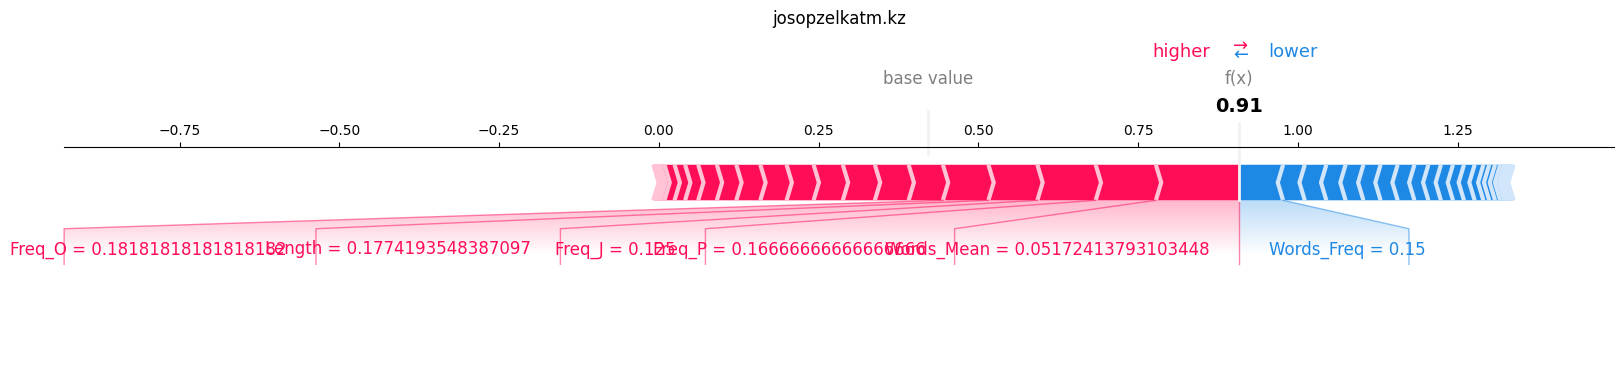 josopzelkatm.kz
higher → ← lower
base value f(x)
0.91
−0.75 −0.50 −0.25 0.00 0.25 0.50 0.75 1.00 1.25
Freq_O = 0.18181818181818182 Length = 0.1774193548387097 Freq_J = 0.125 Freq_P = 0.16666666666666666 Words_Mean = 0.05172413793103448 Words_Freq = 0.15